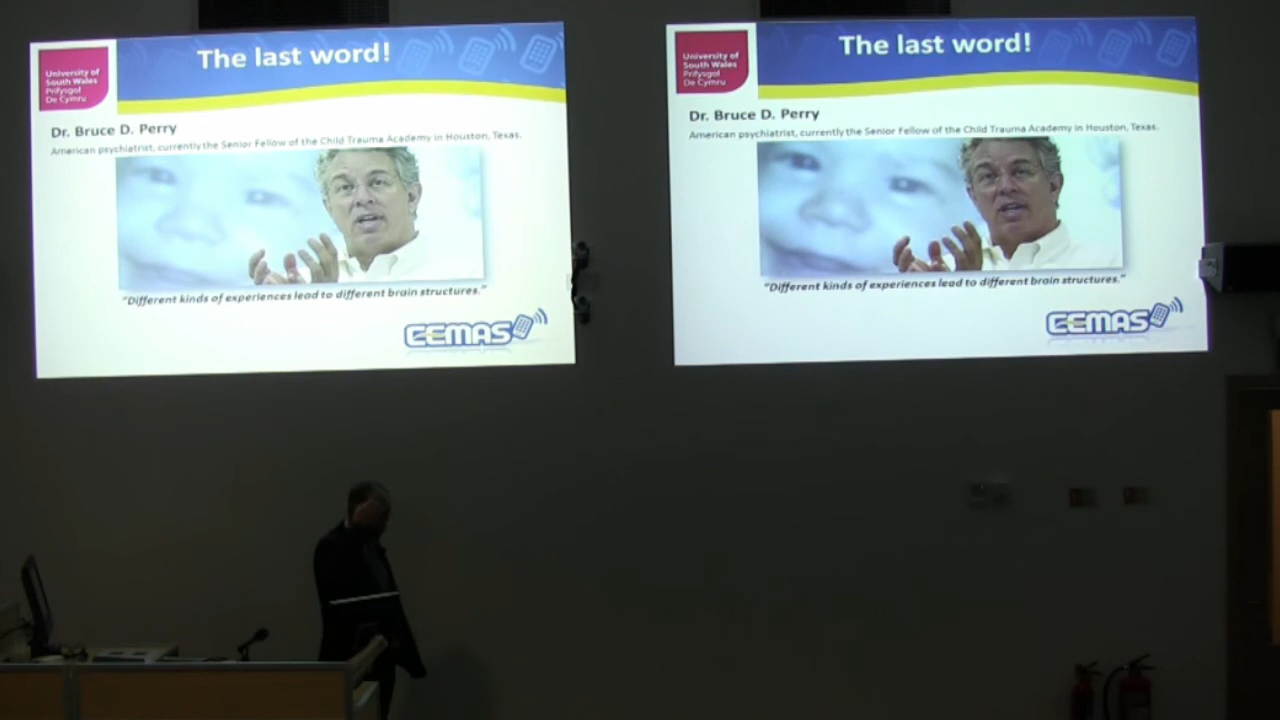 The last word!
University of
South Wales
Prifysgol
De Cymru
Dr. Bruce D. Perry
American psychiatrist, currently the Senior Fellow of the Child Trauma Academy in Houston, Texas.
"Different kinds of experiences lead to different brain structures."
CEMAS
The last word!
University of
South Wales
Prifysgol
De Cymru
Dr. Bruce D. Perry
American psychiatrist, currently the Senior Fellow of the Child Trauma Academy in Houston, Texas.
"Different kinds of experiences lead to different brain structures."
CEMAS